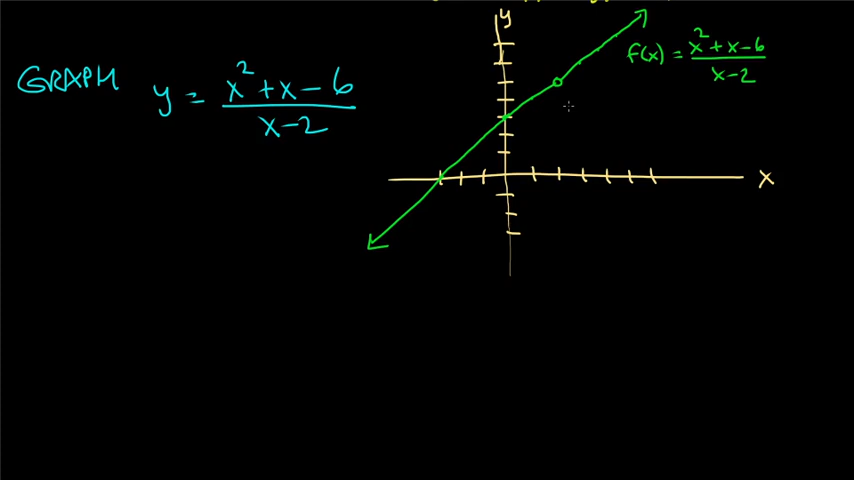 GRAPH y = x² + x - 6 / x - 2
y
f(x) = x² + x - 6 / x - 2
x